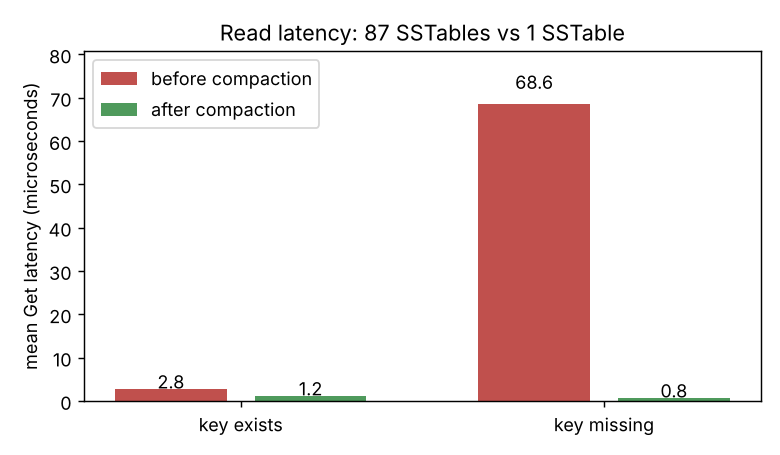 Read latency: 87 SSTables vs 1 SSTable
mean Get latency (microseconds)
80
70
60
50
40
30
20
10
0
before compaction
after compaction
2.8
1.2
68.6
0.8
key exists
key missing